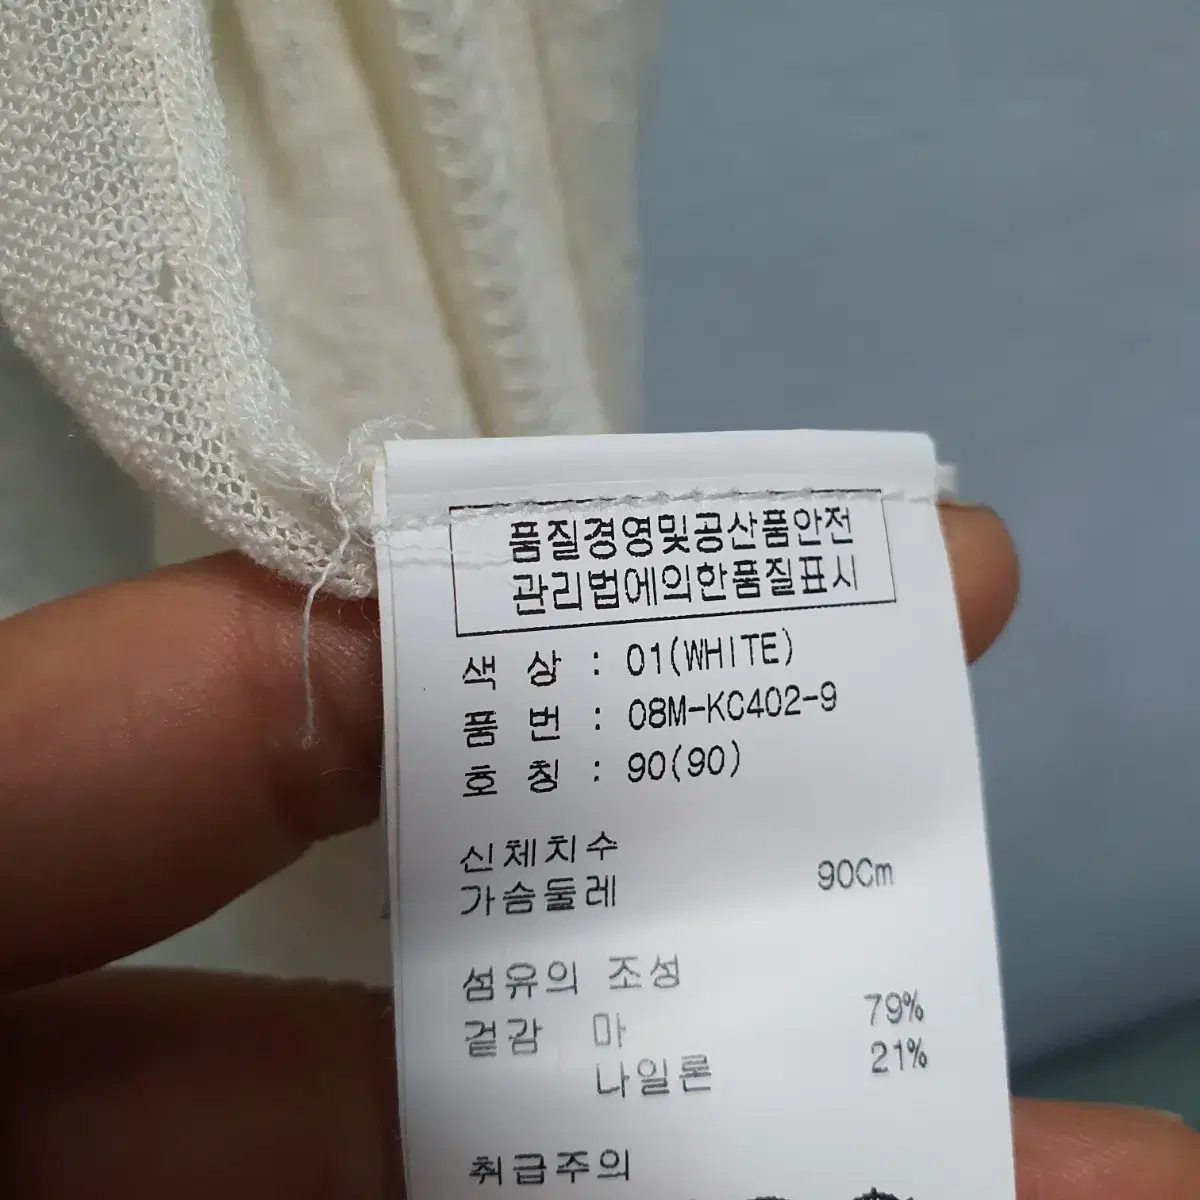 품질경영및공산품안전
관리법에의한품질표시
색 상 : 01(WHITE)
품 번 : 08M-KC402-9
호 칭 : 90(90)
신체치수
가슴둘레 90Cm
섬유의 조성
겉감 마 79%
나일론 21%
취급주의